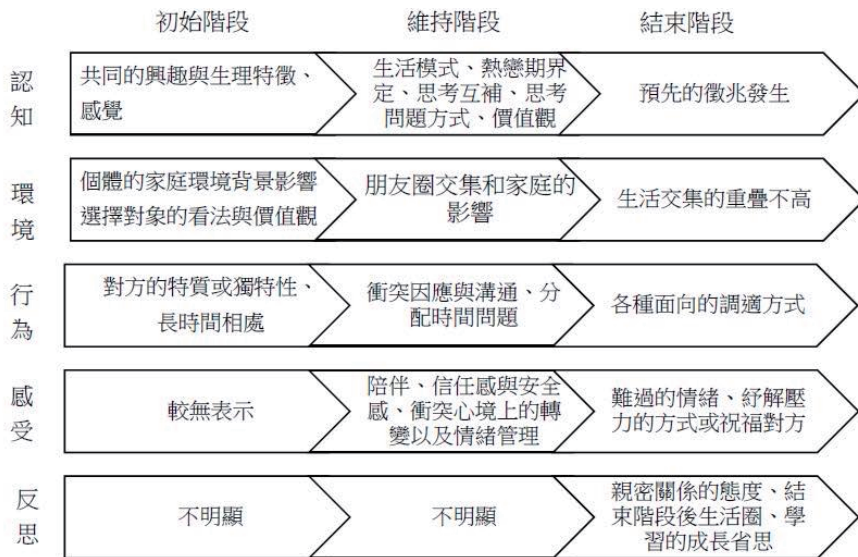 初始階段
維持階段
結束階段
認知
共同的興趣與生理特徵、
感覺
生活模式、熱戀期界
定、思考互補、思考
問題方式、價值觀
預先的徵兆發生
環境
個體的家庭環境背景影響
選擇對象的看法與價值觀
朋友圈交集和家庭的
影響
生活交集的重疊不高
行為
對方的特質或獨特性、
長時間相處
衝突因應與溝通、分
配時間問題
各種面向的調適方式
感受
較無表示
陪伴、信任感與安全
感、衝突心境上的轉
變以及情緒管理
難過的情緒、紓解壓
力的方式或祝福對方
反思
不明顯
不明顯
親密關係的態度、結
束階段後生活圈、學
習的成長省思